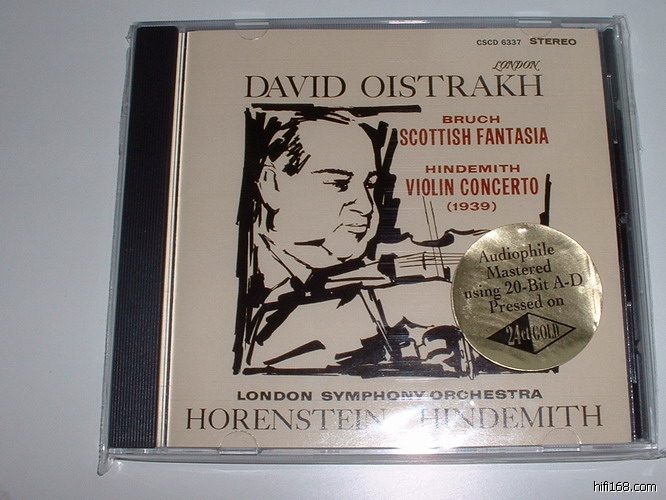 CSCD 6337 STEREO
LONDON
DAVID OISTRAKH
BRUCH
SCOTTISH FANTASIA
HINDEMITH
VIOLIN CONCERTO
(1939)
Audiophile
Mastered
using 20-Bit A-D
Pressed on
24ct GOLD
LONDON SYMPHONY ORCHESTRA
HORENSTEIN HINDEMITH
hifi168.com